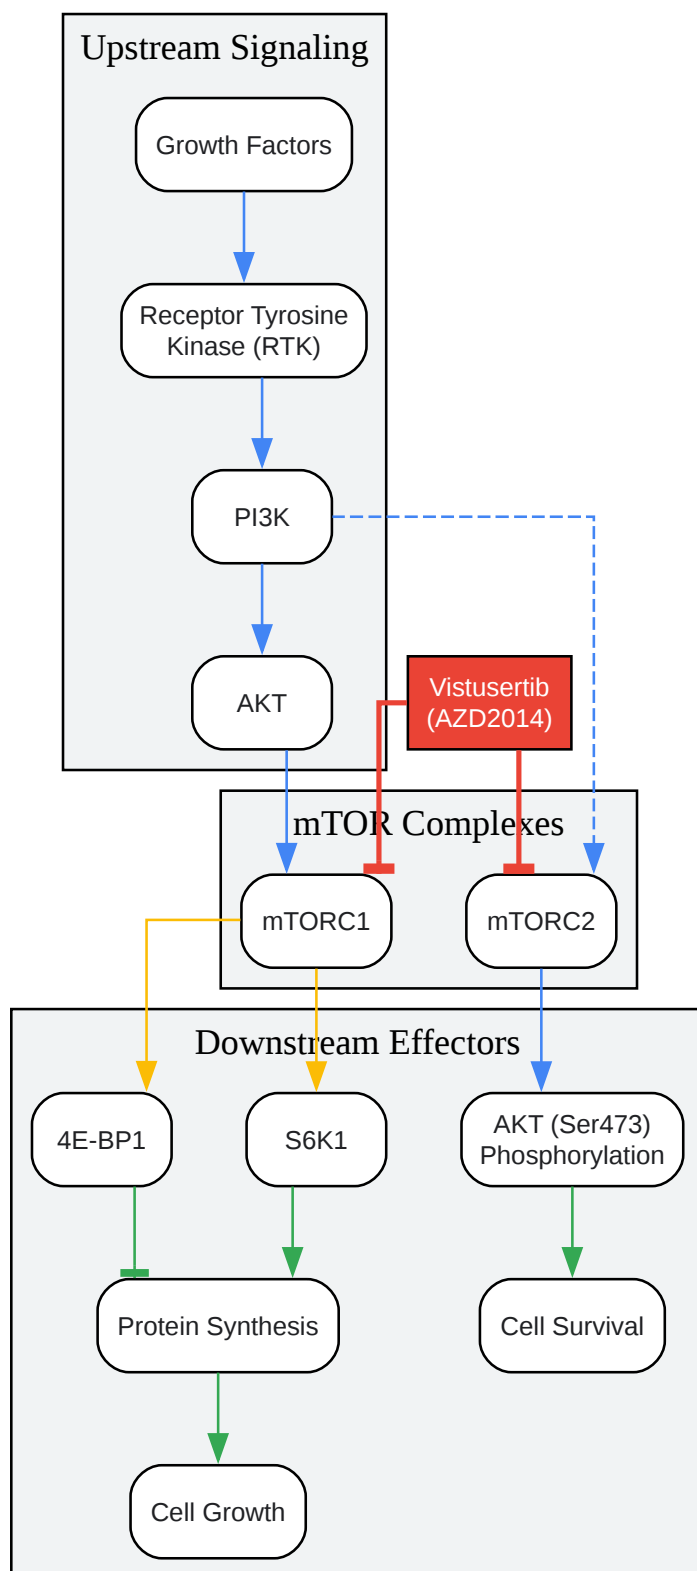 Upstream Signaling
Growth Factors
Receptor Tyrosine
Kinase (RTK)
PI3K
AKT
Vistusertib
(AZD2014)
mTOR Complexes
mTORC1
mTORC2
Downstream Effectors
4E-BP1
S6K1
AKT (Ser473)
Phosphorylation
Protein Synthesis
Cell Survival
Cell Growth